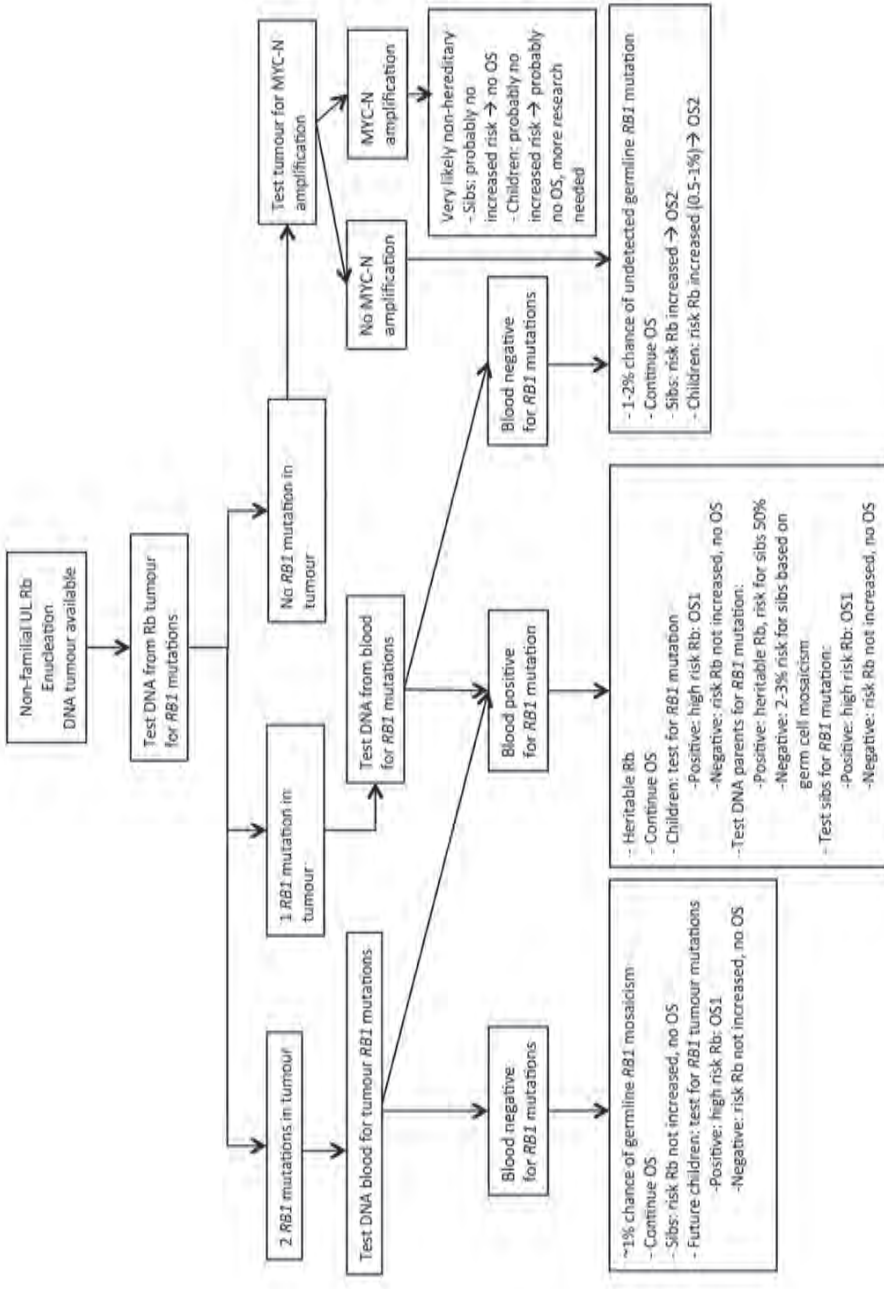 Non-familial UL Rb
Enucleation
DNA tumour available
Test DNA from Rb tumour
for RB1 mutations
2 RB1 mutations in tumour
1 RB1 mutation in
tumour
No RB1 mutation in
tumour
Test tumour for MYC-N
amplification
Test DNA blood for tumour RB1 mutations
Test DNA from blood
for RB1 mutations
No MYC-N
amplification
MYC-N
amplification
Very likely non-hereditary
- Sibs: probably no
increased risk → no OS
- Children: probably no
increased risk → probably
no OS, more research
needed
Blood negative
for RB1 mutations
Blood positive
for RB1 mutation
Blood negative
for RB1 mutations
- ~1% chance of germline RB1 mosaicism
- Continue OS
- Sibs: risk Rb not increased, no OS
- Future children: test for RB1 tumour mutations
-Positive: high risk Rb: OS1
-Negative: risk Rb not increased, no OS
- Heritable Rb
- Continue OS
- Children: test for RB1 mutation
-Positive: high risk Rb: OS1
-Negative: risk Rb not increased, no OS
- Test DNA parents for RB1 mutation:
-Positive: heritable Rb, risk for sibs 50%
-Negative: 2-3% risk for sibs based on
germ cell mosaicism
- Test sibs for RB1 mutation:
-Positive: high risk Rb: OS1
-Negative: risk Rb not increased, no OS
- 1-2% chance of undetected germline RB1 mutation
- Continue OS
- Sibs: risk Rb increased → OS2
- Children: risk Rb increased (0.5-1%) → OS2